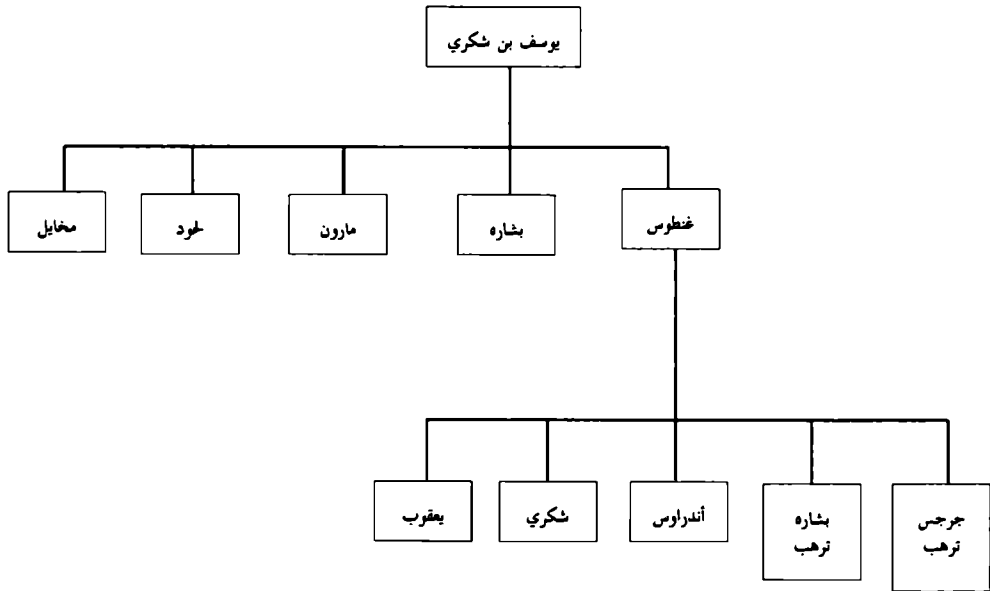 يوسف بن شكري
غنطوس
بشاره
مارون
لحود
مخايل
جرجس
ترهب
بشاره
ترهب
أندراوس
شكري
يعقوب